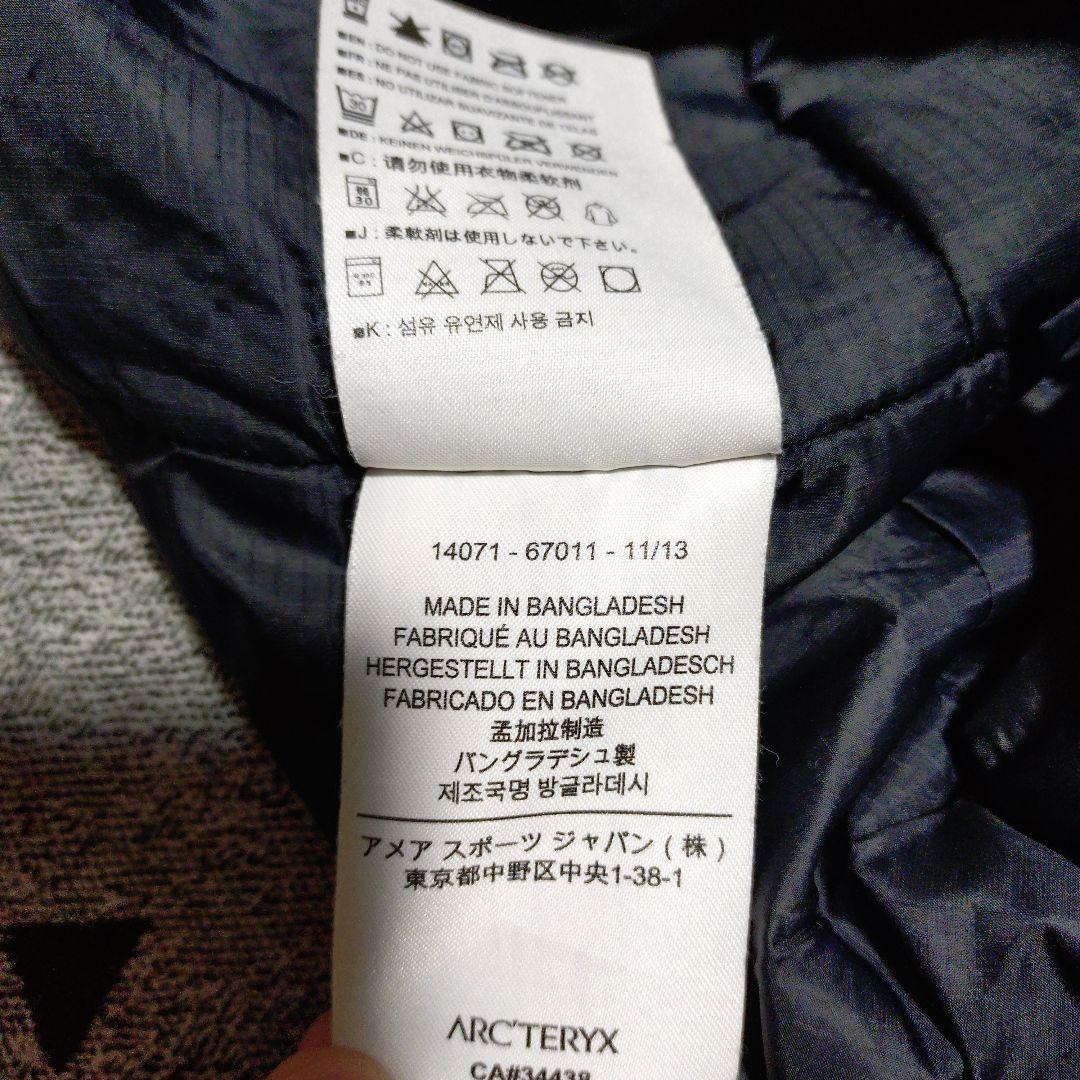 ■EN : DO NOT USE FABRIC SOFTENER
■FR : NE PAS UTILISER D'ASSOUPLISSANT
■ES : NO UTILIZAR SUAVIZANTE DE TELAS
30
■DE : KEINEN WEICHSPÜLER VERWENDEN
■C : 请勿使用衣物柔软剂
30
■J : 柔軟剤は使用しないで下さい。
■K : 섬유 유연제 사용 금지
14071 - 67011 - 11/13
MADE IN BANGLADESH
FABRIQUÉ AU BANGLADESH
HERGESTELLT IN BANGLADESCH
FABRICADO EN BANGLADESH
孟加拉制造
バングラデシュ製
제조국명 방글라데시
アメア スポーツ ジャパン ( 株 )
東京都中野区中央1-38-1
ARC'TERYX
CA#34438